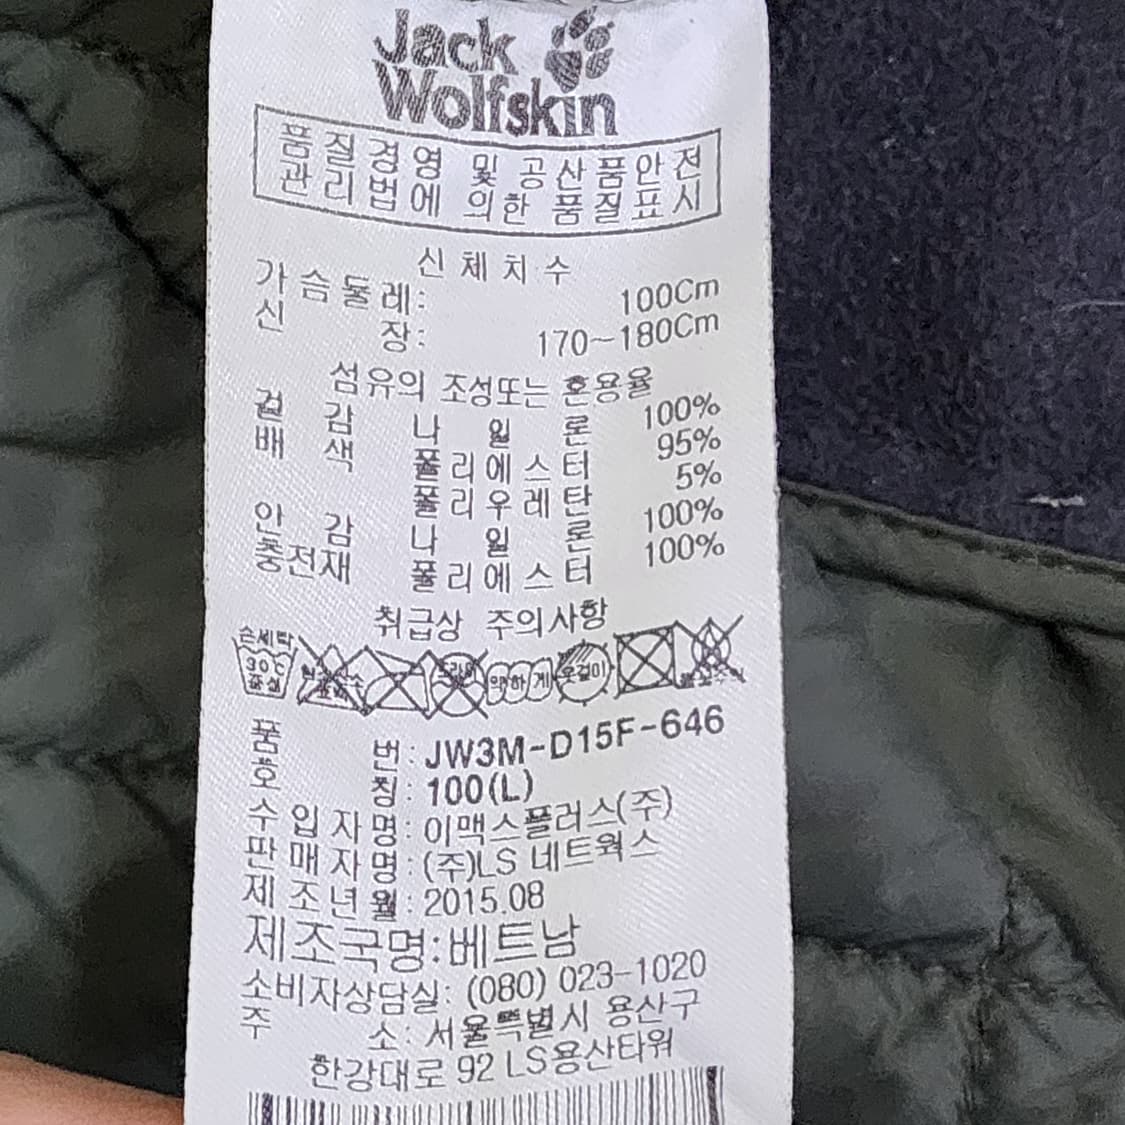 Jack
Wolfskin
품질경영 및 공산품안전
관리법에 의한 품질표시
신체치수
가슴둘레: 100Cm
신 장: 170~180Cm
섬유의 조성또는 혼용율
겉 감 나 일 론 100%
배 색 폴리에스터 95%
폴리우레탄 5%
안 감 나 일 론 100%
충전재 폴리에스터 100%
취급상 주의사항
손세탁
30℃
중성
약하게
옷걸이
품 번: JW3M-D15F-646
호 칭: 100(L)
수입자명: 이맥스플러스(주)
판매자명: (주)LS 네트웍스
제조년월: 2015.08
제조국명:베트남
소비자상담실: (080) 023-1020
주 소: 서울특별시 용산구
한강대로 92 LS용산타워